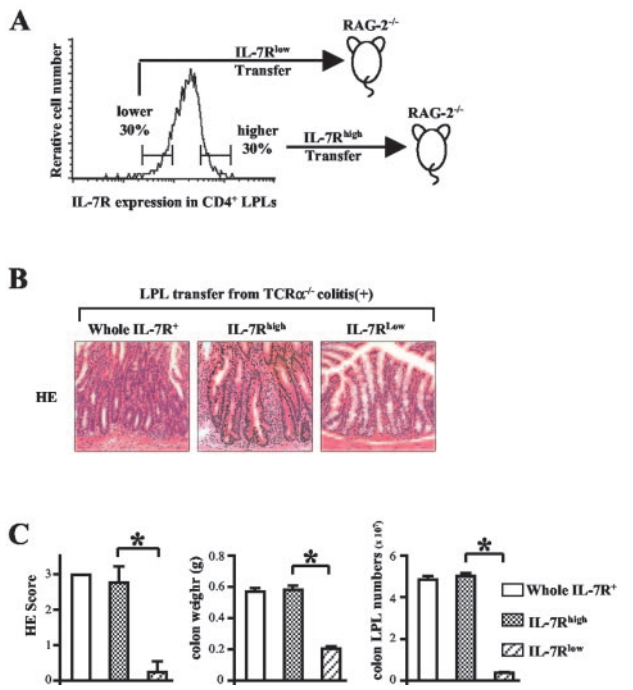 A
RAG-2-/-
IL-7Rlow
Transfer
Rerative cell number
lower
30%
higher
30%
RAG-2-/-
IL-7Rhigh
Transfer
IL-7R expression in CD4+ LPLs
B
LPL transfer from TCRα-/- colitis(+)
Whole IL-7R+
IL-7Rhigh
IL-7RLow
HE
C
HE Score
3
2
1
0
*
colon weighr (g)
0.8
0.6
0.4
0.2
0
*
colon LPL numbers (x 10⁷)
6
4
2
0
*
Whole IL-7R+
IL-7Rhigh
IL-7Rlow